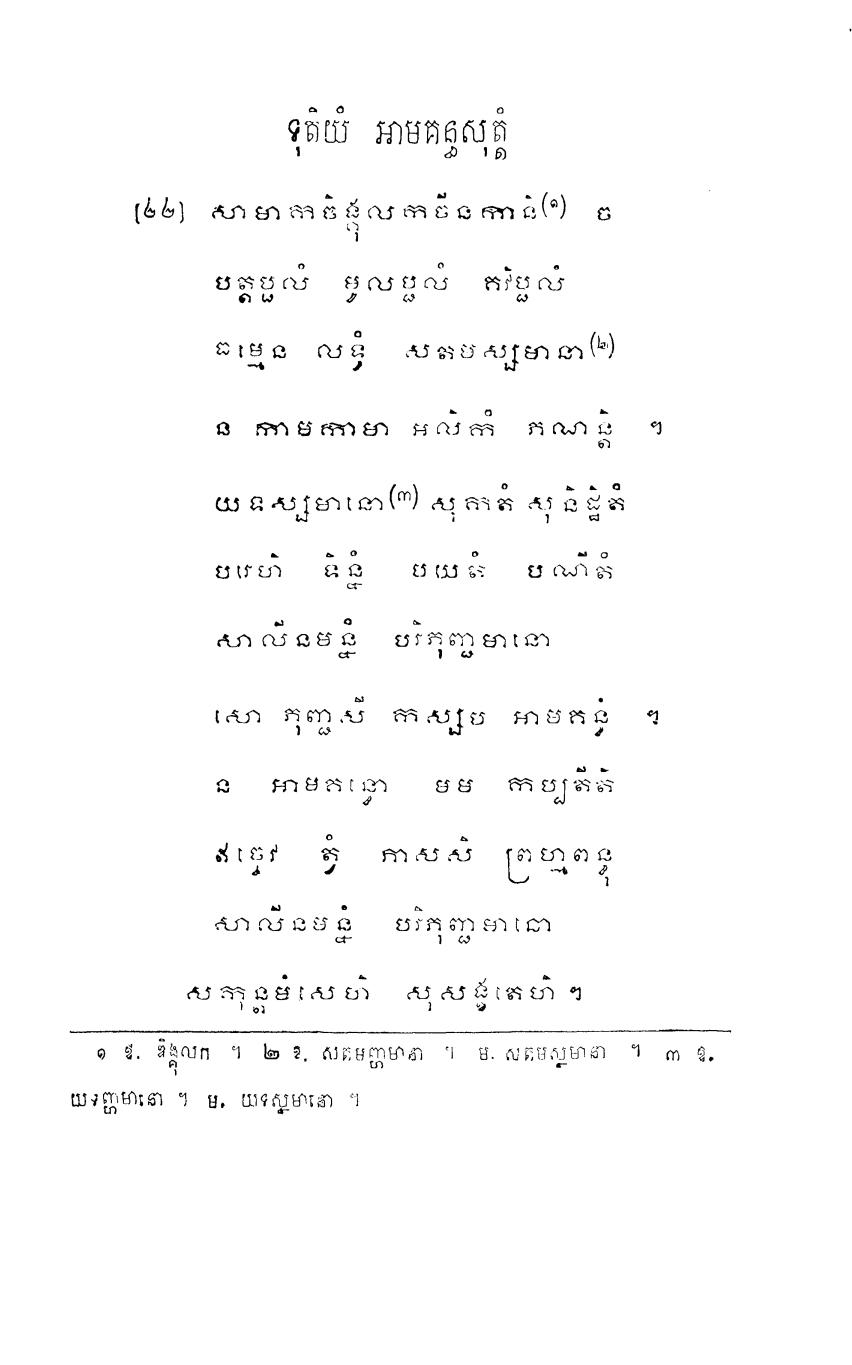 ទុតិយំ អាមគន្ធសុត្តំ
[៤៤] សាមាកចិង្គុលកចីនកានិ(១) ច
បត្តប្ផលំ មូលប្ផលំ គវិប្ផលំ
ធម្មេន លទ្ធំ សតបស្សមានា(២)
ន កាមកាមា អលិកំ ភណន្តិ ។
យទស្សមានោ(៣) សុកតំ សុនិដ្ឋិតំ
បរេហិ ទិន្នំ បយតំ បណីតំ
សាលីនមន្នំ បរិភុញ្ជមានោ
សោ ភុញ្ជសី កស្សប អាមគន្ធំ ។
ន អាមគន្ធោ មម កប្បតីតិ
ឥច្ចេវ ត្វំ ភាសសិ ព្រហ្មពន្ធុ
សាលីនមន្នំ បរិភុញ្ជមានោ
សកុន្តមំសេហិ សុសង្ខតេហិ ។
១ ឱ. ឌិង្គុលក ។ ២ ឱ. សតមញ្ហមានា ។ ម. សតមស្នមានា ។ ៣ ឱ.
យទញ្ហមានោ ។ ម. យទស្នមានោ ។